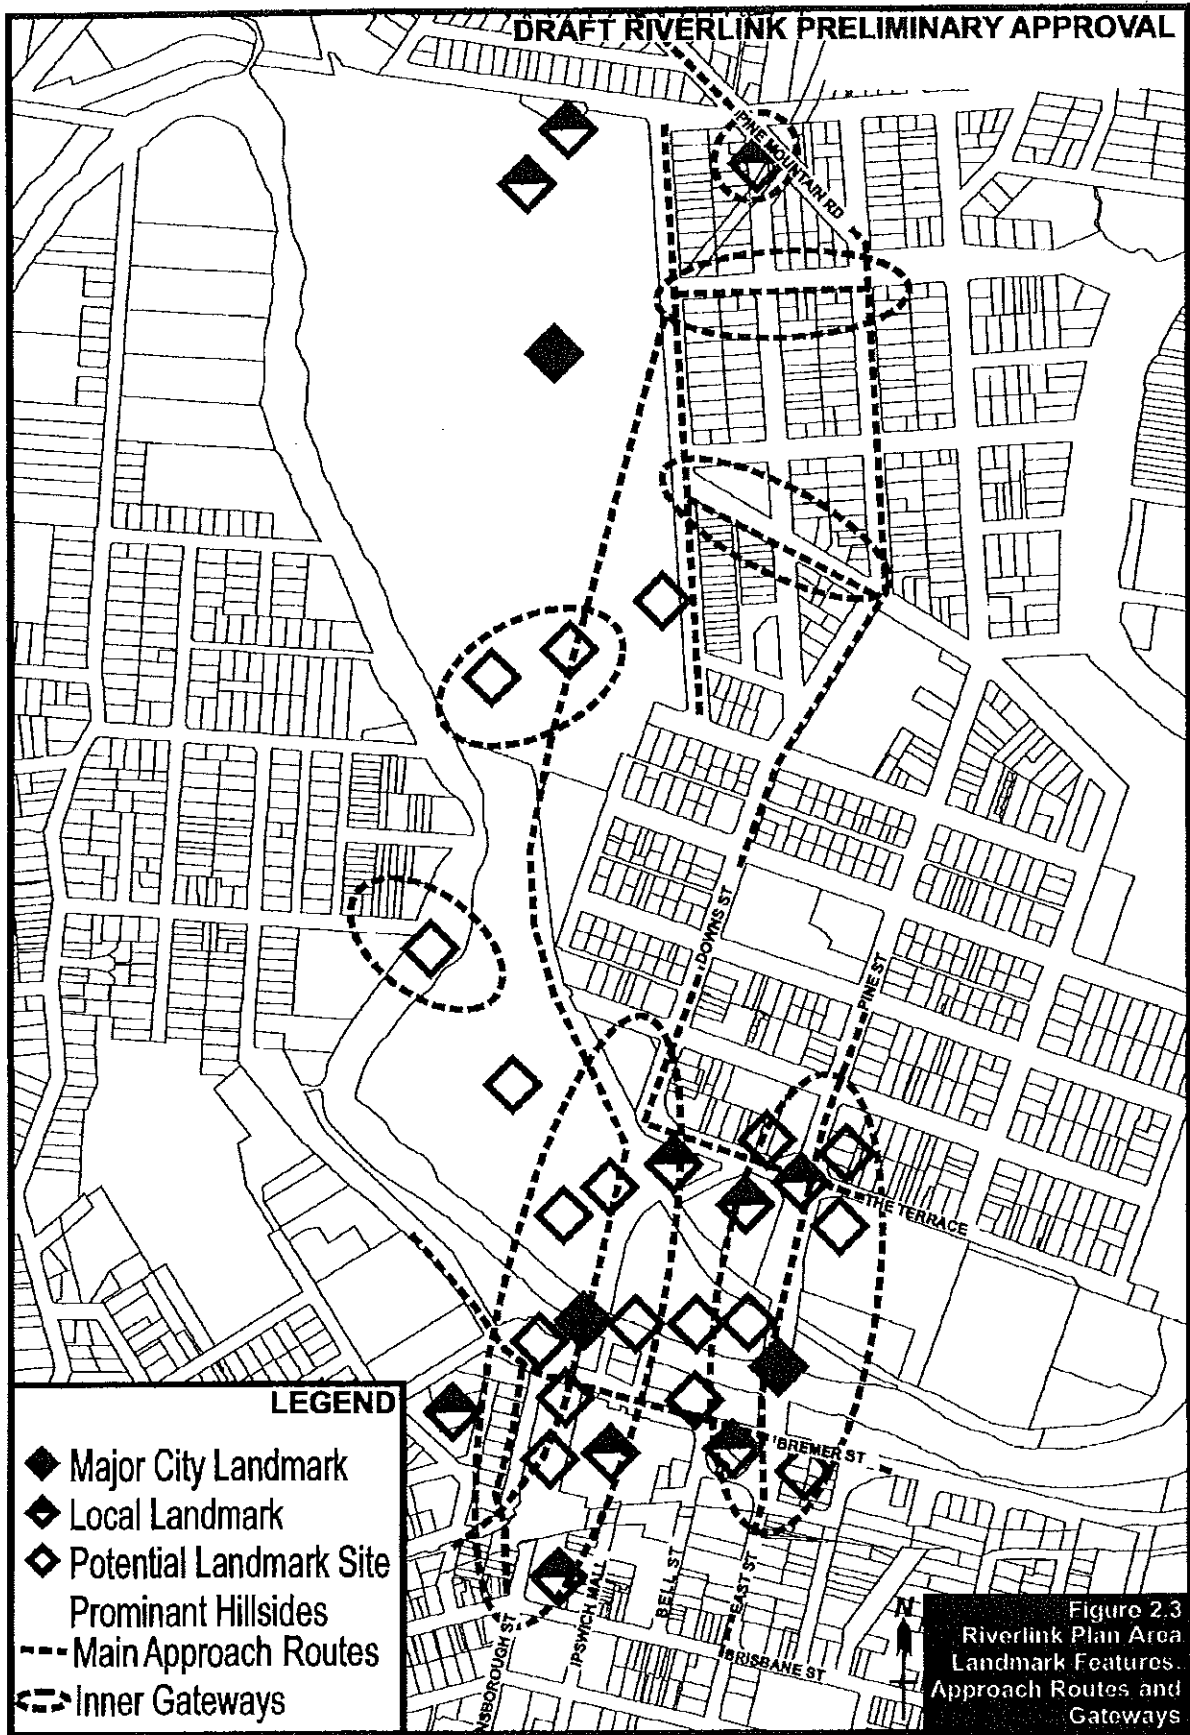 DRAFT RIVERLINK PRELIMINARY APPROVAL
PINE MOUNTAIN RD
DOWNS ST
PINE ST
THE TERRACE
BREMER ST
BELL ST
EAST ST
IPSWICH MALL
BRISBANE ST
NSBOROUGH ST
LEGEND
Major City Landmark
Local Landmark
Potential Landmark Site
Prominant Hillsides
Main Approach Routes
Inner Gateways
N
Figure 2.3
Riverlink Plan Area
Landmark Features.
Approach Routes and
Gateways